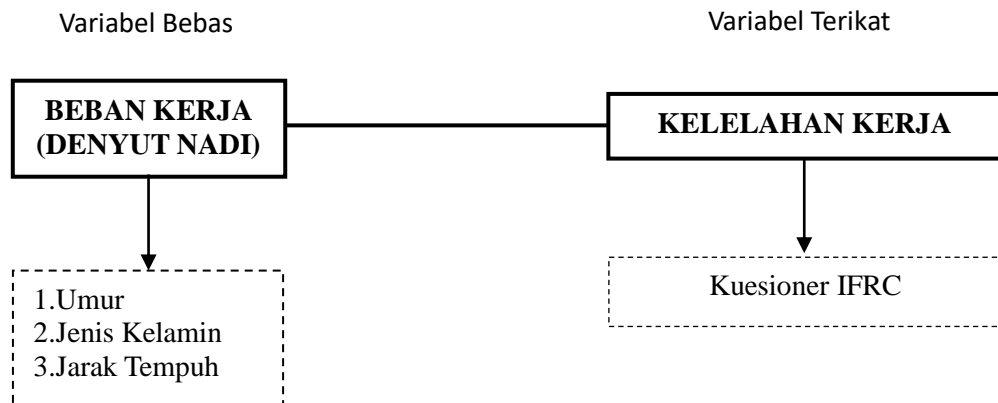 Variabel Bebas
Variabel Terikat
BEBAN KERJA
(DENYUT NADI)
KELELAHAN KERJA
1.Umur
2.Jenis Kelamin
3.Jarak Tempuh
Kuesioner IFRC